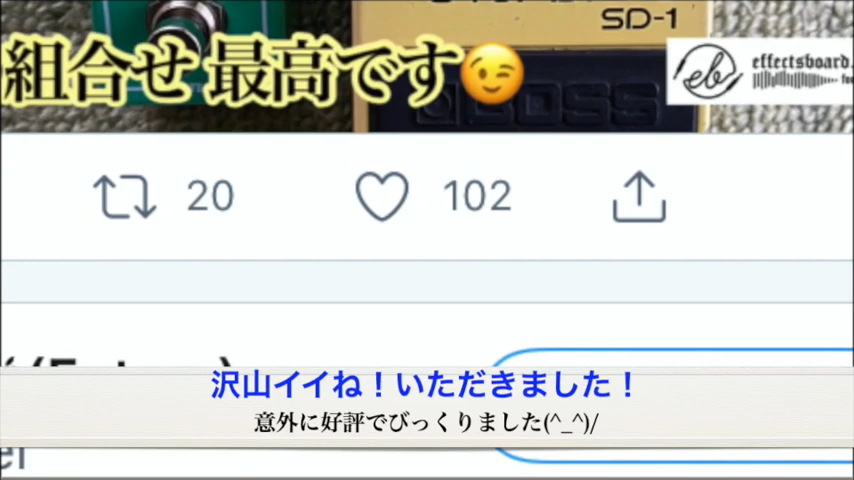 SD-1
組合せ 最高です😉
effectsboard.
BOSS
20
102
沢山イイね！いただきました！
意外に好評でびっくりました(^_^)/